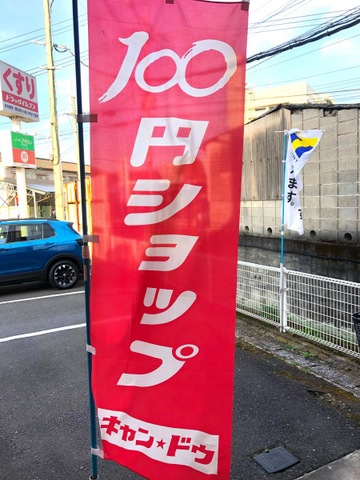 くすり
ドラッグイレブン
100
円ショップ
キャン★ドゥ
ます。